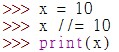 >>> x = 10
>>> x //= 10
>>> print(x)